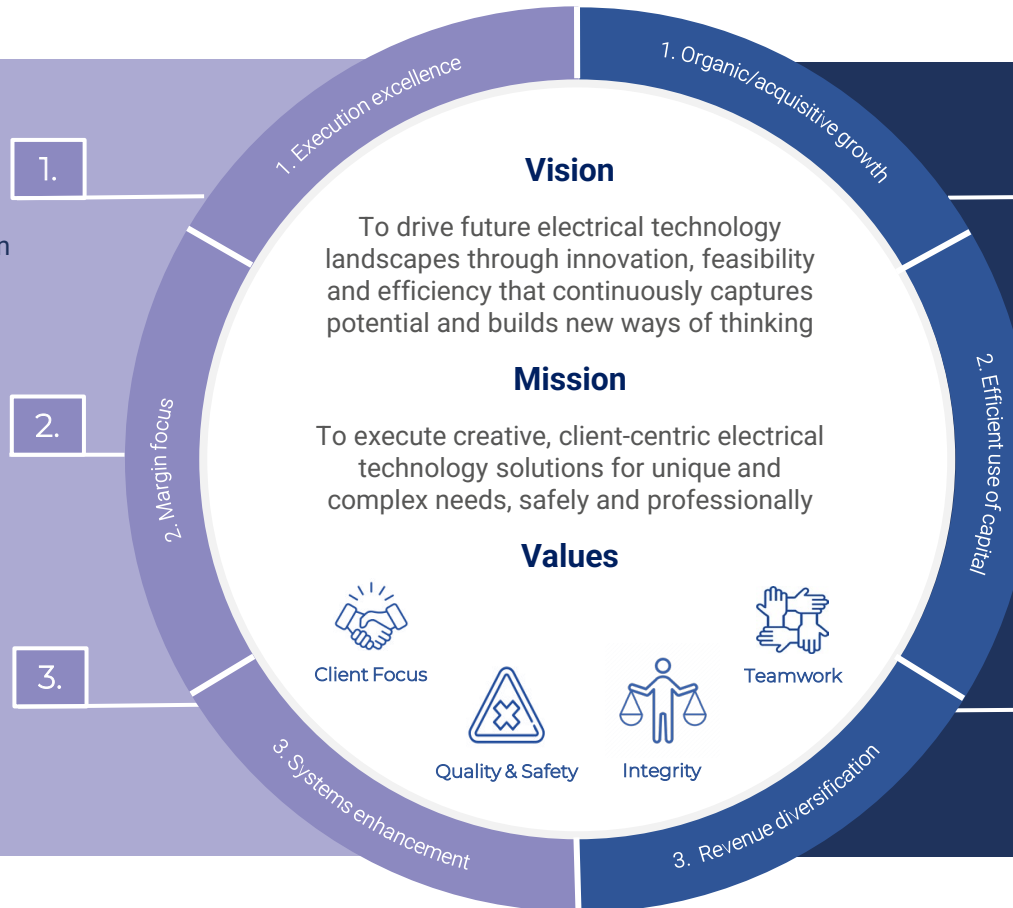 1. Execution excellence
1. Organic/acquisitive growth
1.
2.
2. Margin focus
2. Efficient use of capital
3.
3. Systems enhancement
3. Revenue diversification
Vision
To drive future electrical technology
landscapes through innovation, feasibility
and efficiency that continuously captures
potential and builds new ways of thinking
Mission
To execute creative, client-centric electrical
technology solutions for unique and
complex needs, safely and professionally
Values
Client Focus
Quality & Safety
Integrity
Teamwork